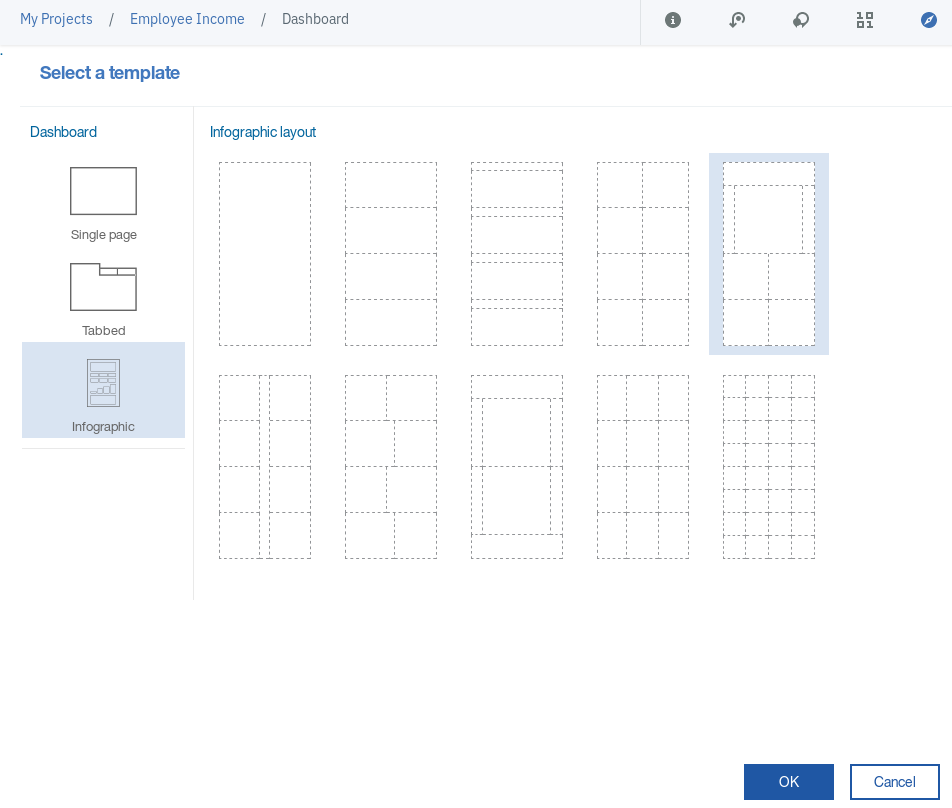 My Projects / Employee Income / Dashboard
Select a template
Dashboard
Infographic layout
Single page
Tabbed
Infographic
OK
Cancel